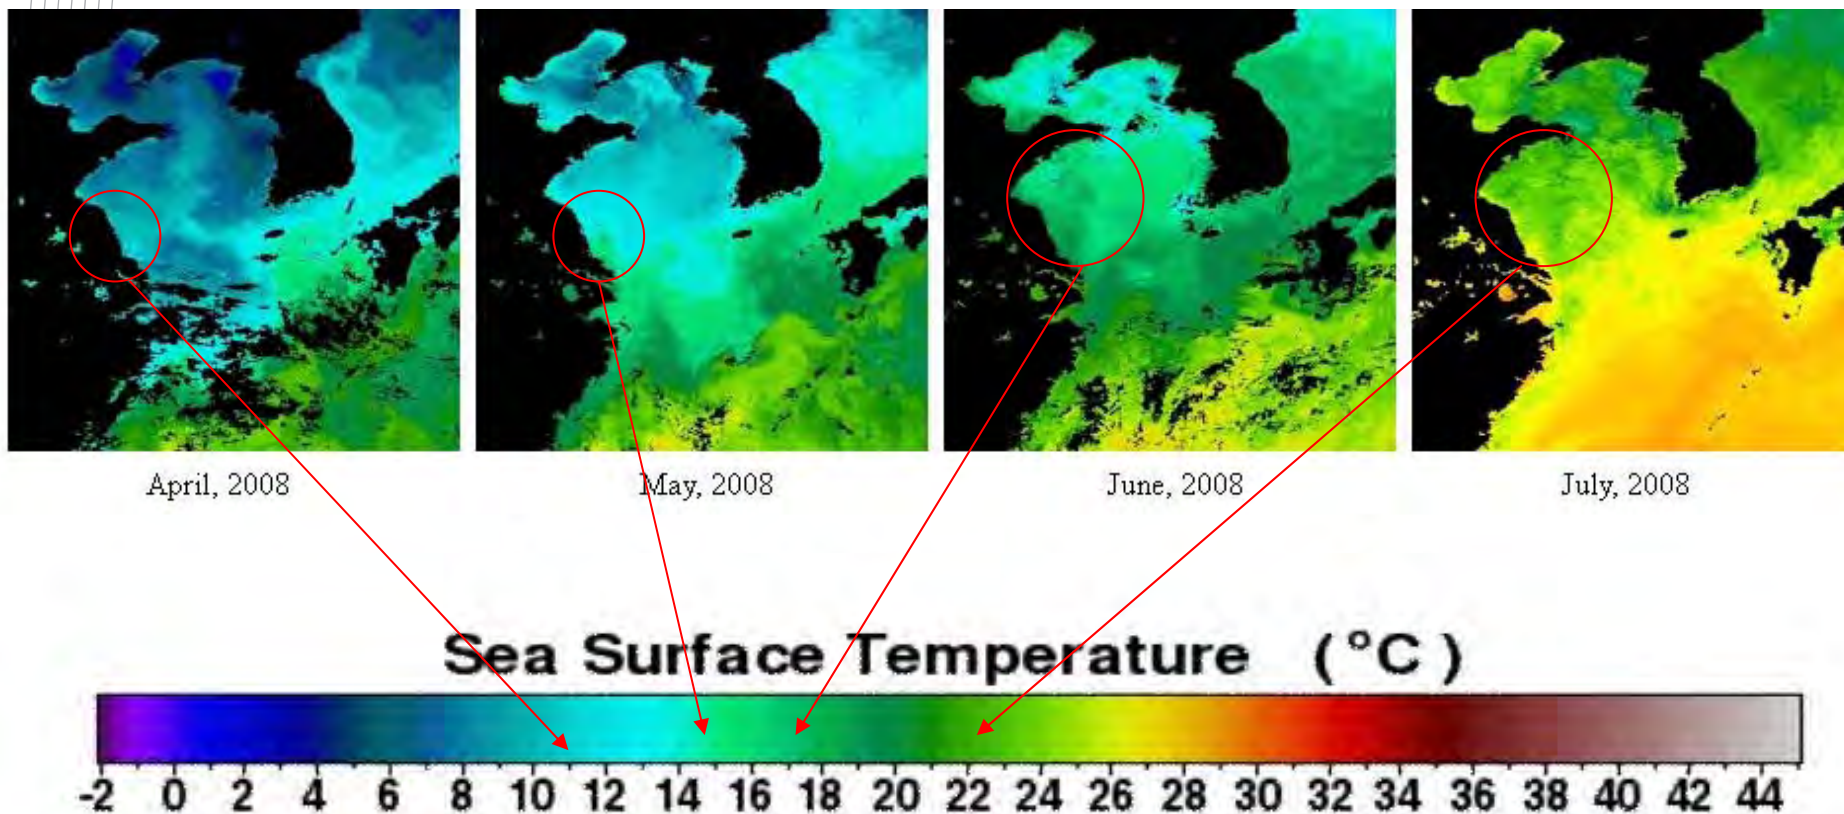 April, 2008
May, 2008
June, 2008
July, 2008
Sea Surface Temperature (°C)
-2 0 2 4 6 8 10 12 14 16 18 20 22 24 26 28 30 32 34 36 38 40 42 44